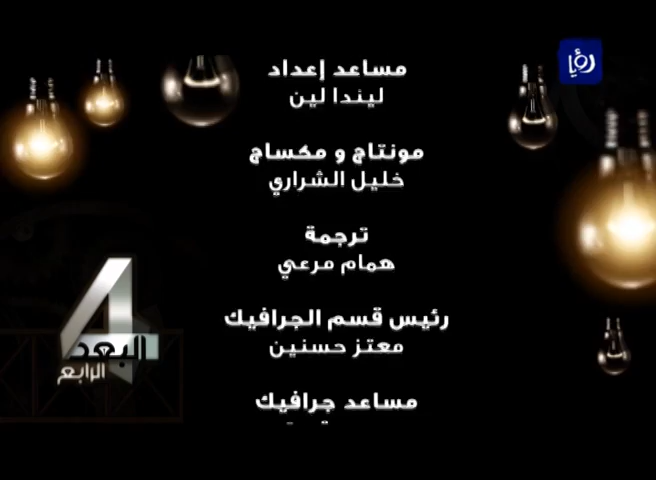 رؤيا
مساعد إعداد
ليندا لين
مونتاج و مكساج
خليل الشراري
ترجمة
همام مرعي
رئيس قسم الجرافيك
معتز حسنين
مساعد جرافيك
4
البعد
الرابع